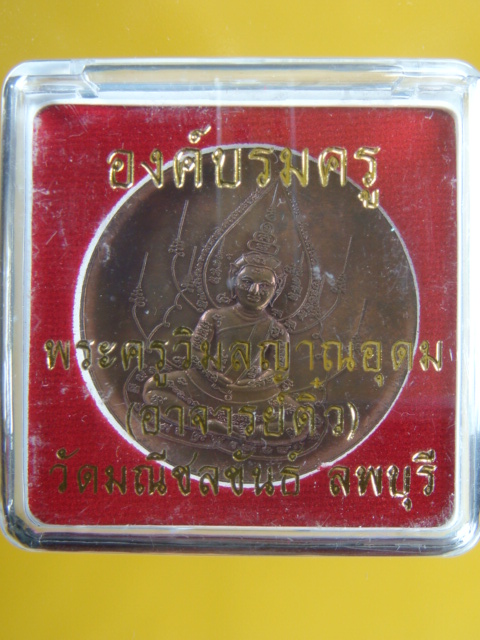 องค์บรมครู
พระครูวิมลญาณอุดม
(อาจารย์ติ๋ว)
วัดมณีชลขันธ์ ลพบุรี